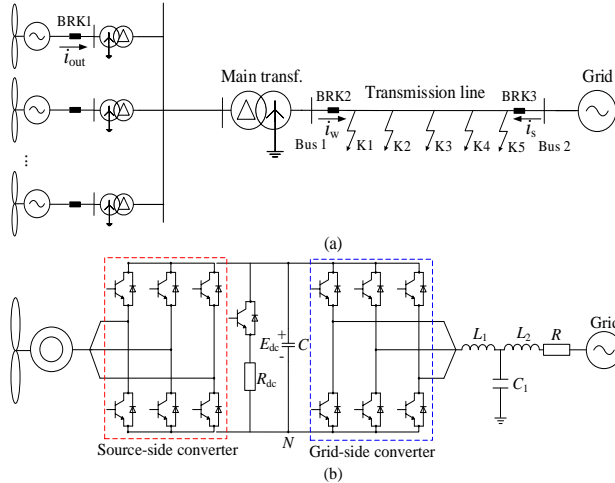 BRK1
i_out
Main transf.
BRK2
Transmission line
BRK3
Grid
i_w
i_s
Bus 1
K1
K2
K3
K4
K5
Bus 2
...
(a)
E_dc
+
-
C
R_dc
N
L_1
L_2
R
Grid
C_1
Source-side converter
Grid-side converter
(b)